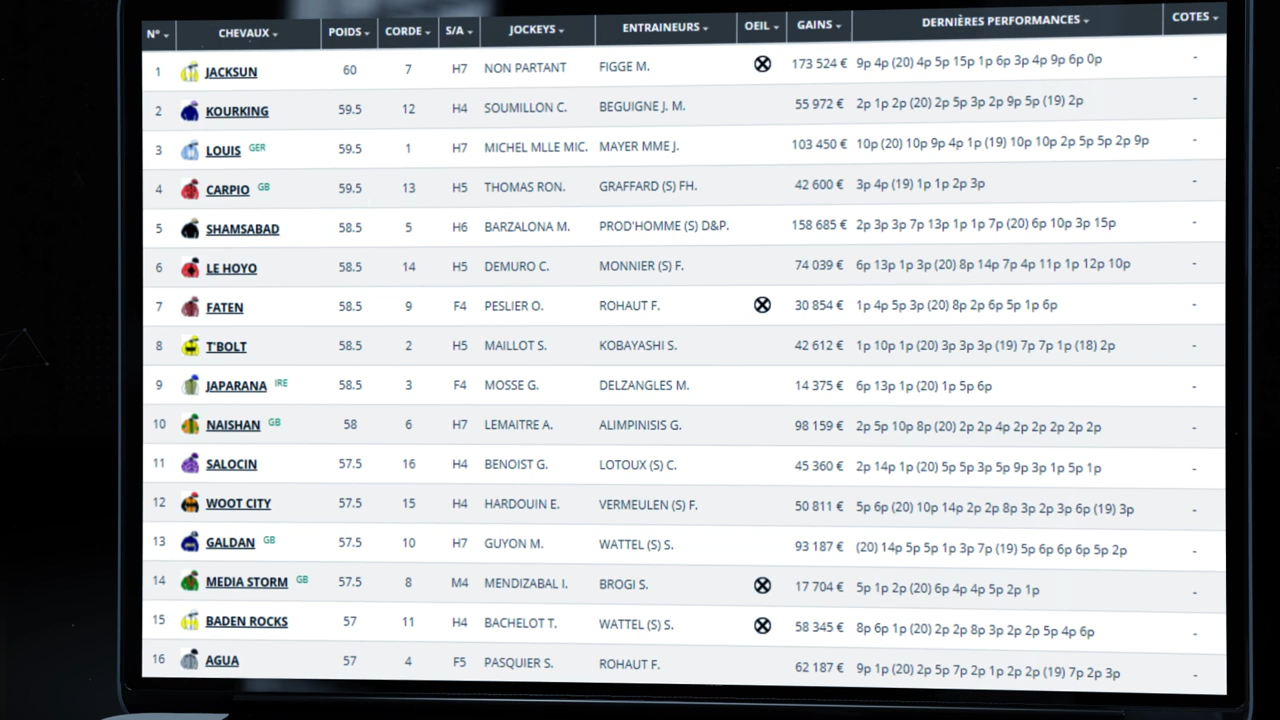 N° CHEVAUX POIDS CORDE S/A JOCKEYS ENTRAINEURS OEIL GAINS DERNIÈRES PERFORMANCES COTES
1 JACKSUN 60 7 H7 NON PARTANT FIGGE M. 173 524 € 9p 4p (20) 4p 5p 15p 1p 6p 3p 4p 9p 6p 0p -
2 KOURKING 59.5 12 H4 SOUMILLON C. BEGUIGNE J. M. 55 972 € 2p 1p 2p (20) 2p 5p 3p 2p 9p 5p (19) 2p -
3 LOUIS GER 59.5 1 H7 MICHEL MLLE MIC. MAYER MME J. 103 450 € 10p (20) 10p 9p 4p 1p (19) 10p 10p 2p 5p 5p 2p 9p -
4 CARPIO GB 59.5 13 H5 THOMAS RON. GRAFFARD (S) FH. 42 600 € 3p 4p (19) 1p 1p 2p 3p -
5 SHAMSABAD 58.5 5 H6 BARZALONA M. PROD'HOMME (S) D&P. 158 685 € 2p 3p 3p 7p 13p 1p 1p 7p (20) 6p 10p 3p 15p -
6 LE HOYO 58.5 14 H5 DEMURO C. MONNIER (S) F. 74 039 € 6p 13p 1p 3p (20) 8p 14p 7p 4p 11p 1p 12p 10p -
7 FATEN 58.5 9 F4 PESLIER O. ROHAUT F. 30 854 € 1p 4p 5p 3p (20) 8p 2p 6p 5p 1p 6p -
8 T'BOLT 58.5 2 H5 MAILLOT S. KOBAYASHI S. 42 612 € 1p 10p 1p (20) 3p 3p 3p (19) 7p 7p 1p (18) 2p -
9 JAPARANA IRE 58.5 3 F4 MOSSE G. DELZANGLES M. 14 375 € 6p 13p 1p (20) 1p 5p 6p -
10 NAISHAN GB 58 6 H7 LEMAITRE A. ALIMPINISIS G. 98 159 € 2p 5p 10p 8p (20) 2p 2p 4p 2p 2p 2p 2p 2p -
11 SALOCIN 57.5 16 H4 BENOIST G. LOTOUX (S) C. 45 360 € 2p 14p 1p (20) 5p 5p 3p 5p 9p 3p 1p 5p 1p -
12 WOOT CITY 57.5 15 H4 HARDOUIN E. VERMEULEN (S) F. 50 811 € 5p 6p (20) 10p 14p 2p 2p 8p 3p 2p 3p 6p (19) 3p -
13 GALDAN GB 57.5 10 H7 GUYON M. WATTEL (S) S. 93 187 € (20) 14p 5p 5p 1p 3p 7p (19) 5p 6p 6p 6p 5p 2p -
14 MEDIA STORM GB 57.5 8 M4 MENDIZABAL I. BROGI S. 17 704 € 5p 1p 2p (20) 6p 4p 4p 5p 2p 1p -
15 BADEN ROCKS 57 11 H4 BACHELOT T. WATTEL (S) S. 58 345 € 8p 6p 1p (20) 2p 2p 8p 3p 2p 2p 5p 4p 6p -
16 AGUA 57 4 F5 PASQUIER S. ROHAUT F. 62 187 € 9p 1p (20) 2p 5p 7p 2p 1p 2p 2p (19) 7p 2p 3p -